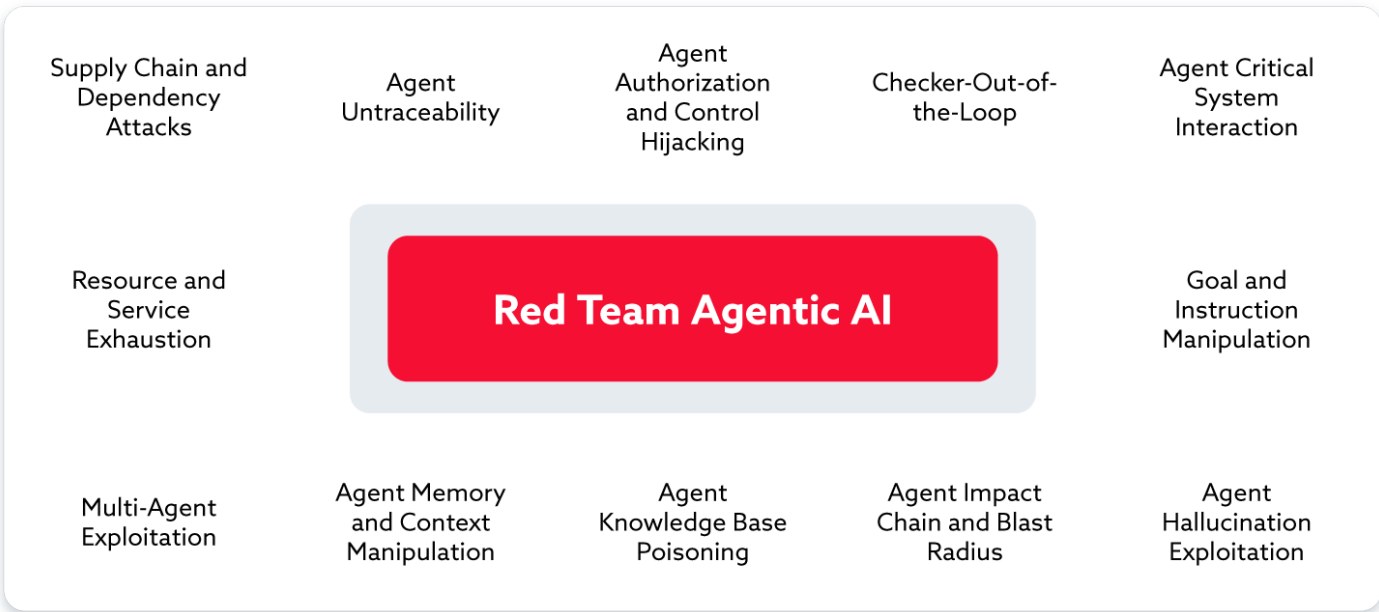 Supply Chain and
Dependency
Attacks
Agent
Untraceability
Agent
Authorization
and Control
Hijacking
Checker-Out-of-
the-Loop
Agent Critical
System
Interaction
Resource and
Service
Exhaustion
Red Team Agentic AI
Goal and
Instruction
Manipulation
Multi-Agent
Exploitation
Agent Memory
and Context
Manipulation
Agent
Knowledge Base
Poisoning
Agent Impact
Chain and Blast
Radius
Agent
Hallucination
Exploitation